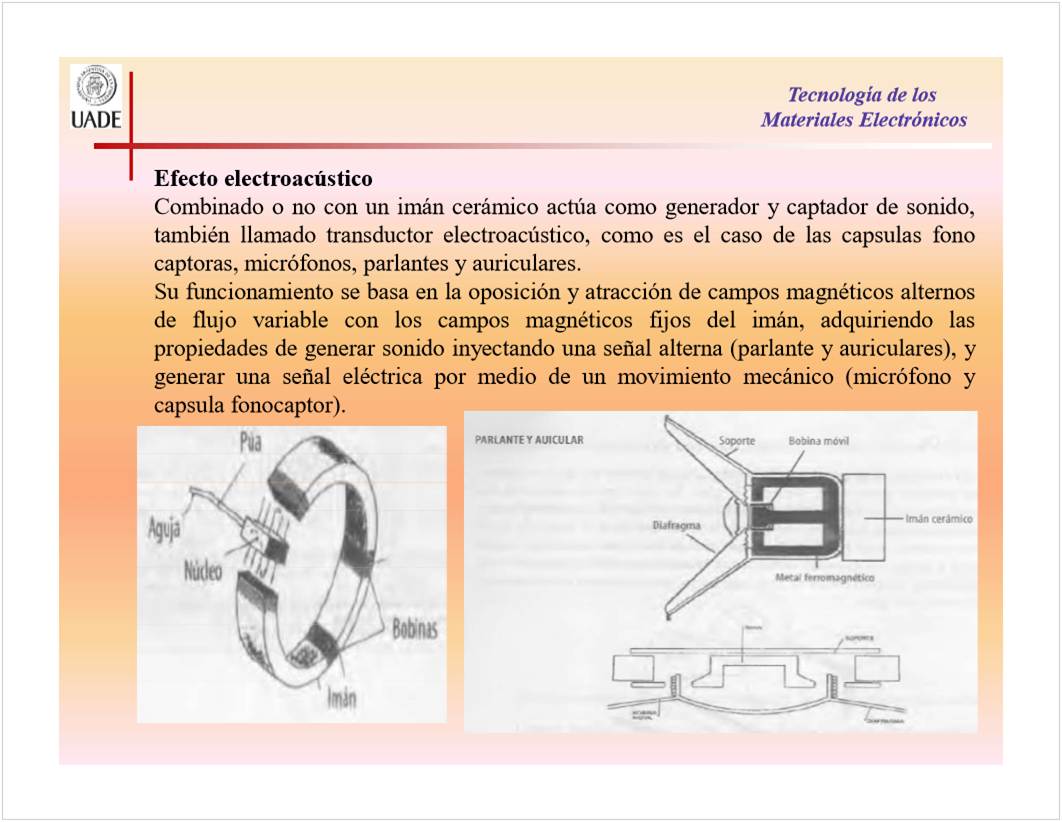 UADE
Tecnología de los
Materiales Electrónicos
Efecto electroacústico
Combinado o no con un imán cerámico actúa como generador y captador de sonido,
también llamado transductor electroacústico, como es el caso de las capsulas fono
captoras, micrófonos, parlantes y auriculares.
Su funcionamiento se basa en la oposición y atracción de campos magnéticos alternos
de flujo variable con los campos magnéticos fijos del imán, adquiriendo las
propiedades de generar sonido inyectando una señal alterna (parlante y auriculares), y
generar una señal eléctrica por medio de un movimiento mecánico (micrófono y
capsula fonocaptor).
Púa
Aguja
Núcleo
Bobinas
Imán
PARLANTE Y AUICULAR
Soporte
Bobina móvil
Diafragma
Imán cerámico
Metal ferromagnético
SOPORTE